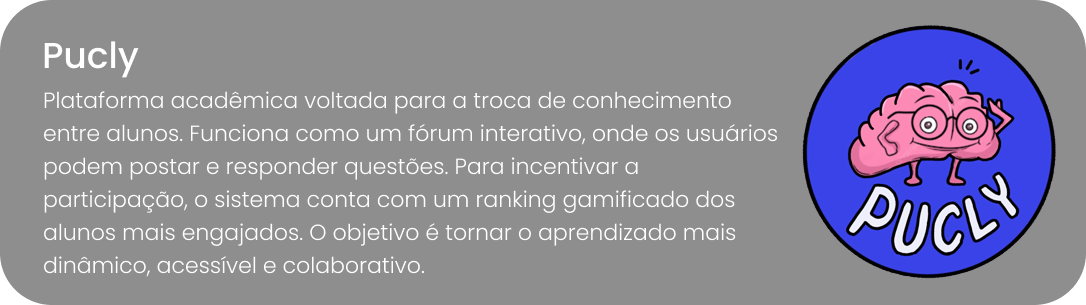 Pucly
Plataforma acadêmica voltada para a troca de conhecimento
entre alunos. Funciona como um fórum interativo, onde os usuários
podem postar e responder questões. Para incentivar a
participação, o sistema conta com um ranking gamificado dos
alunos mais engajados. O objetivo é tornar o aprendizado mais
dinâmico, acessível e colaborativo.
PUCLY